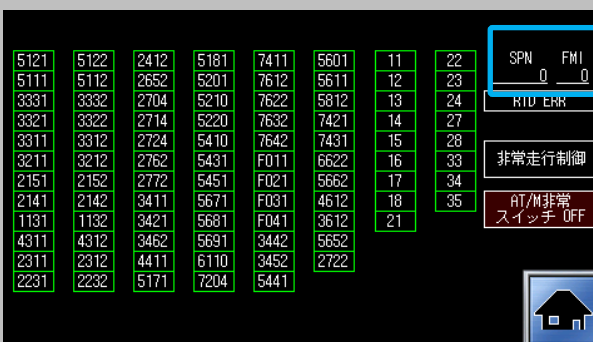 5121 5122 2412 5181 7411 5601 11 22 SPN FMI
5111 5112 2652 5201 7612 5611 12 23 0 0
3331 3332 2704 5210 7622 5812 13 24 RTD ERR
3321 3322 2714 5220 7632 7421 14 27
3311 3312 2724 5410 7642 7431 15 28
3211 3212 2762 5431 F011 6622 16 33 非常走行制御
2151 2152 2772 5451 F021 5662 17 34
2141 2142 3411 5671 F031 4612 18 35 AT/M非常
1131 1132 3421 5681 F041 3612 21 スイッチ OFF
4311 4312 3462 5691 3442 5652
2311 2312 4411 6110 3452 2722
2231 2232 5171 7204 5441